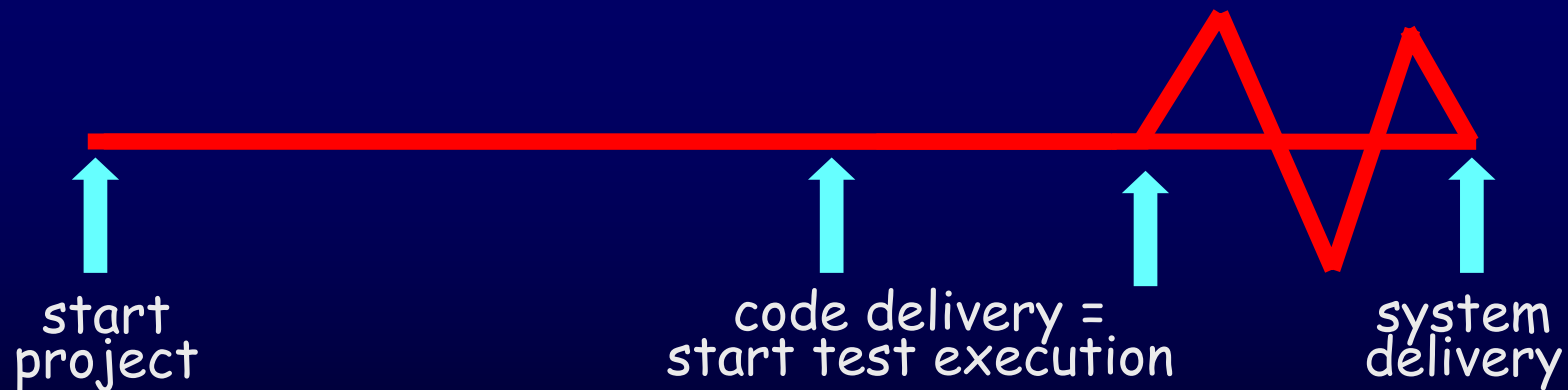 start
project
code delivery =
start test execution
system
delivery